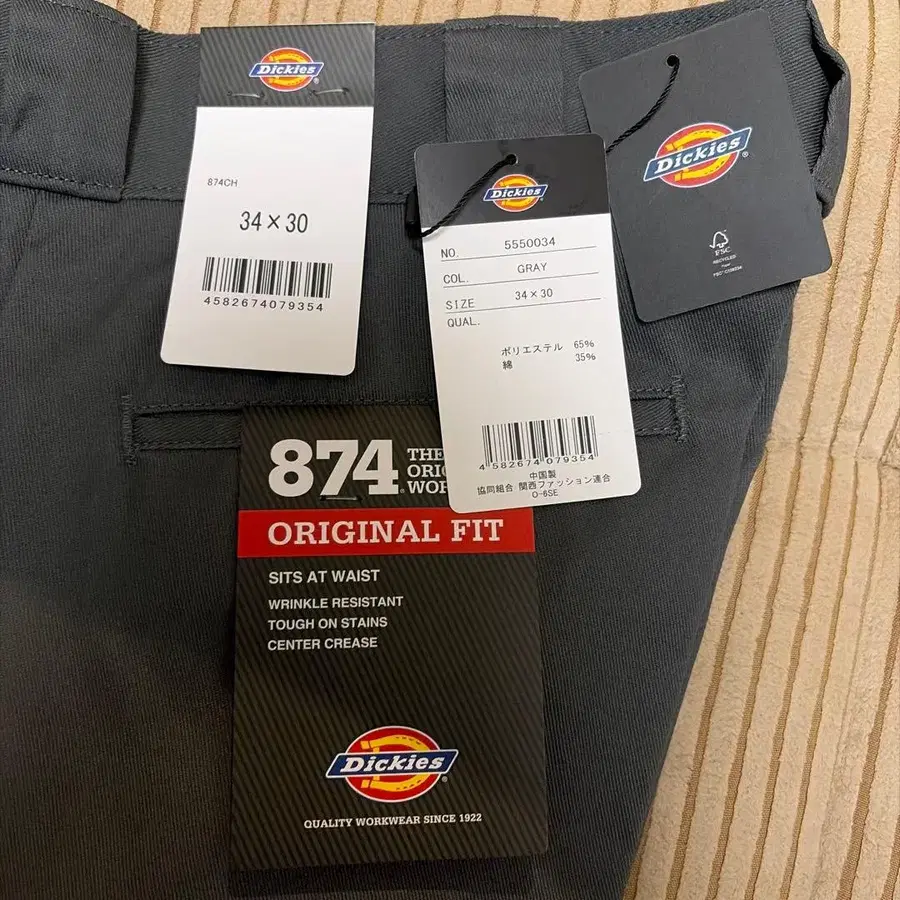 Dickies
874CH
34×30
4582674079354
Dickies
NO. 5550034
COL. GRAY
SIZE 34×30
QUAL.
ポリエステル 65%
綿 35%
4582674079354
中国製
協同組合 関西ファッション連合
O-6SE
Dickies
FSC
RECYCLED
874
THE
ORIG
WOR
ORIGINAL FIT
SITS AT WAIST
WRINKLE RESISTANT
TOUGH ON STAINS
CENTER CREASE
Dickies
QUALITY WORKWEAR SINCE 1922